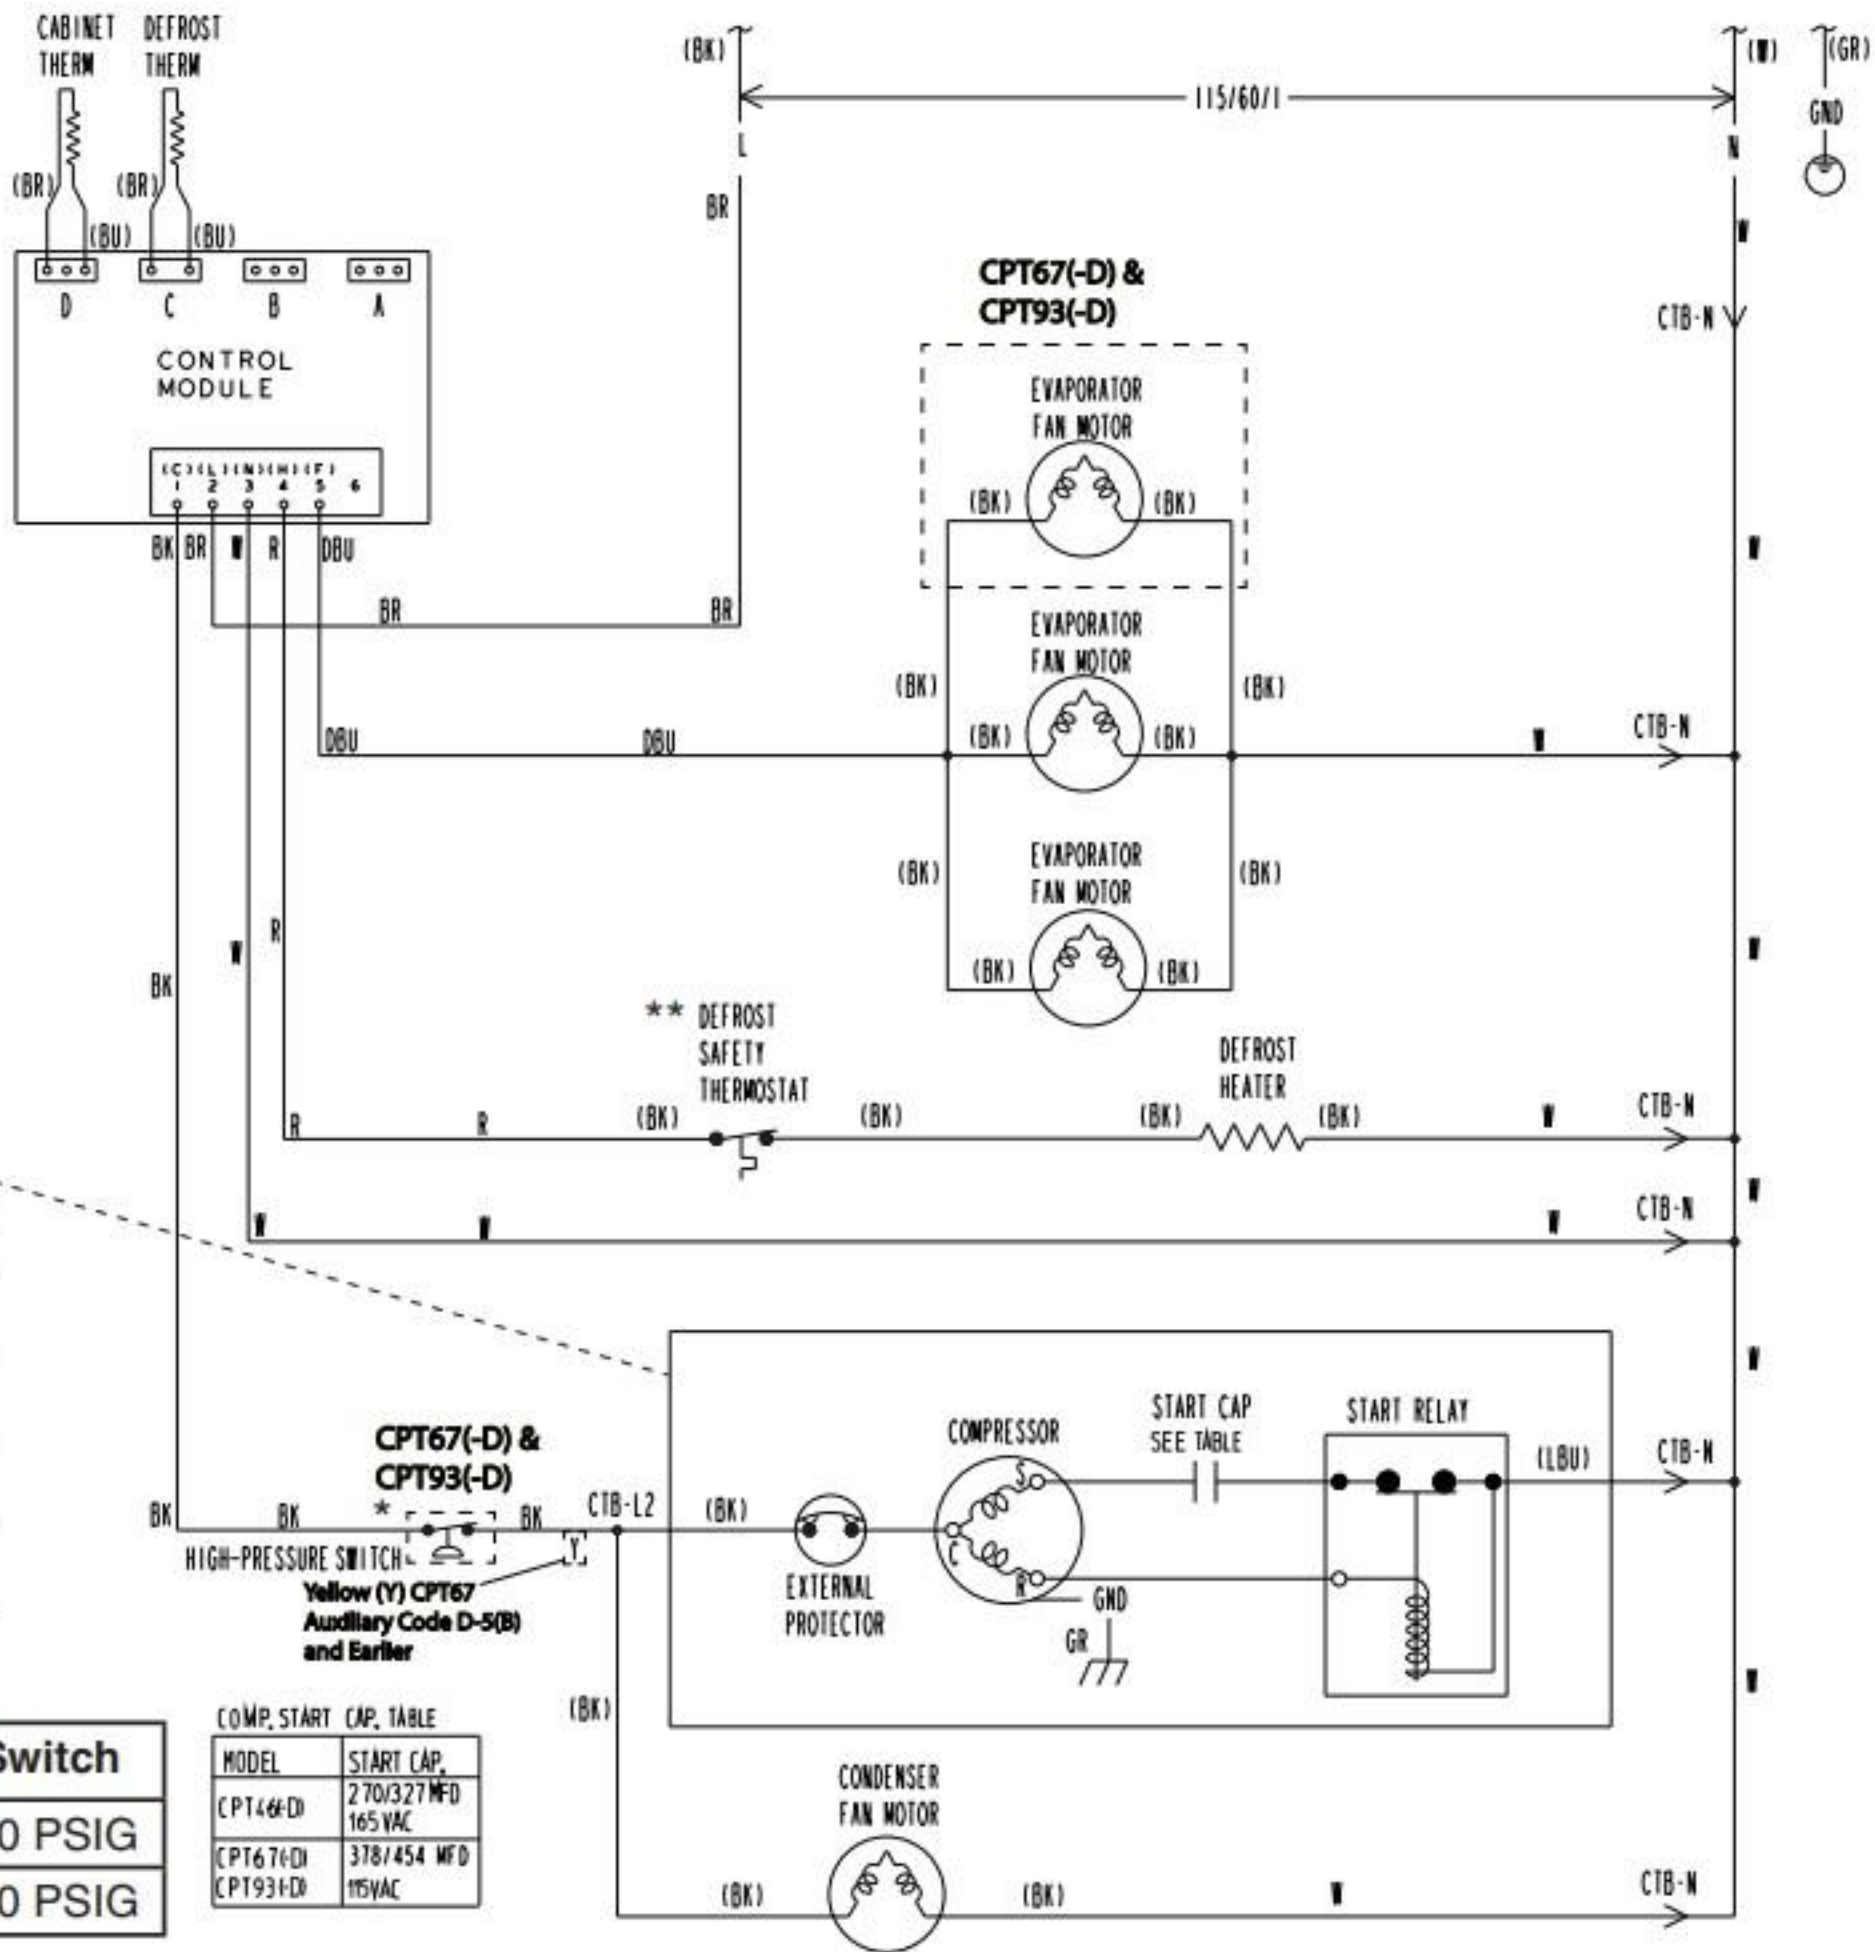 CABINET
THERM
DEFROST
THERM
(BK)
115/60/1
(W)
(GR)
GND
L
N
(BR)
(BU)
(BR)
(BU)
BR
W
D
C
B
A
CONTROL
MODULE
(C) (L) (N) (H) (F)
1 2 3 4 5 6
BK BR W R DBU
BR
BR
CPT67(-D) &
CPT93(-D)
CTB-N
EVAPORATOR
FAN MOTOR
(BK)
(BK)
W
EVAPORATOR
FAN MOTOR
(BK)
(BK)
(BK)
(BK)
DBU
DBU
W
CTB-N
EVAPORATOR
FAN MOTOR
(BK)
(BK)
(BK)
(BK)
BK
W
R
W
** DEFROST
SAFETY
THERMOSTAT
DEFROST
HEATER
R
R
(BK)
(BK)
(BK)
(BK)
W
CTB-N
W
W
W
W
CTB-N
W
CPT67(-D) &
CPT93(-D)
*
BK
BK
BK
HIGH-PRESSURE SWITCH
Y
Yellow (Y) CPT67
Auxiliary Code D-5(B)
and Earlier
CTB-L2
(BK)
EXTERNAL
PROTECTOR
COMPRESSOR
S
C
R
GND
GR
START CAP
SEE TABLE
START RELAY
(LBU)
CTB-N
W
(BK)
CONDENSER
FAN MOTOR
(BK)
(BK)
W
CTB-N
Switch
0 PSIG
0 PSIG
COMP. START CAP. TABLE
MODEL
START CAP.
CPT46(-D)
270/327 MFD
165 VAC
CPT67(-D)
CPT93(-D)
378/454 MFD
115VAC